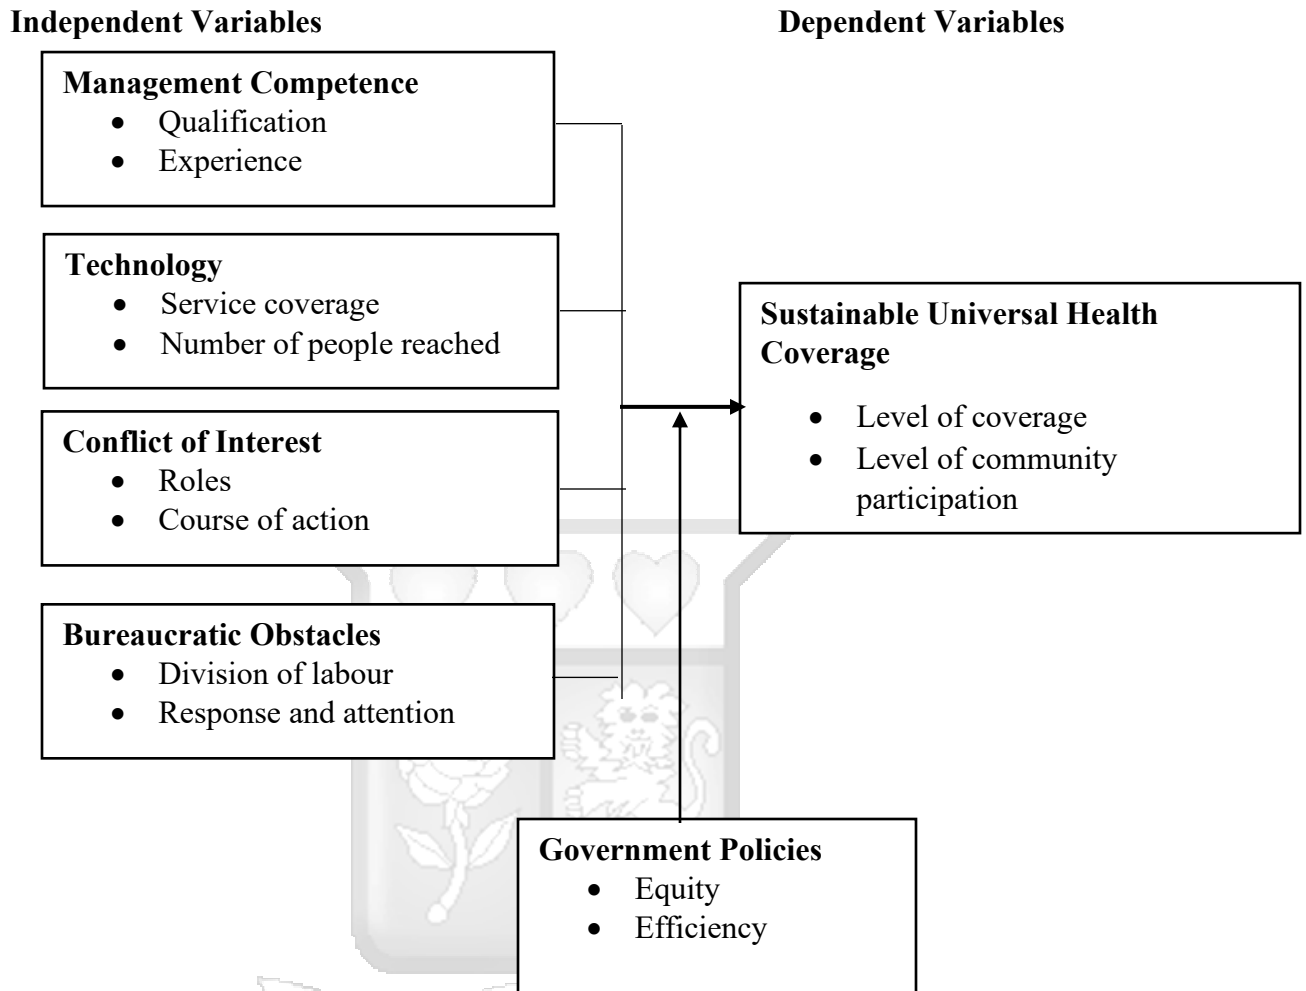 Independent Variables
Dependent Variables
Management Competence
• Qualification
• Experience
Technology
• Service coverage
• Number of people reached
Conflict of Interest
• Roles
• Course of action
Bureaucratic Obstacles
• Division of labour
• Response and attention
Sustainable Universal Health
Coverage
• Level of coverage
• Level of community
participation
Government Policies
• Equity
• Efficiency